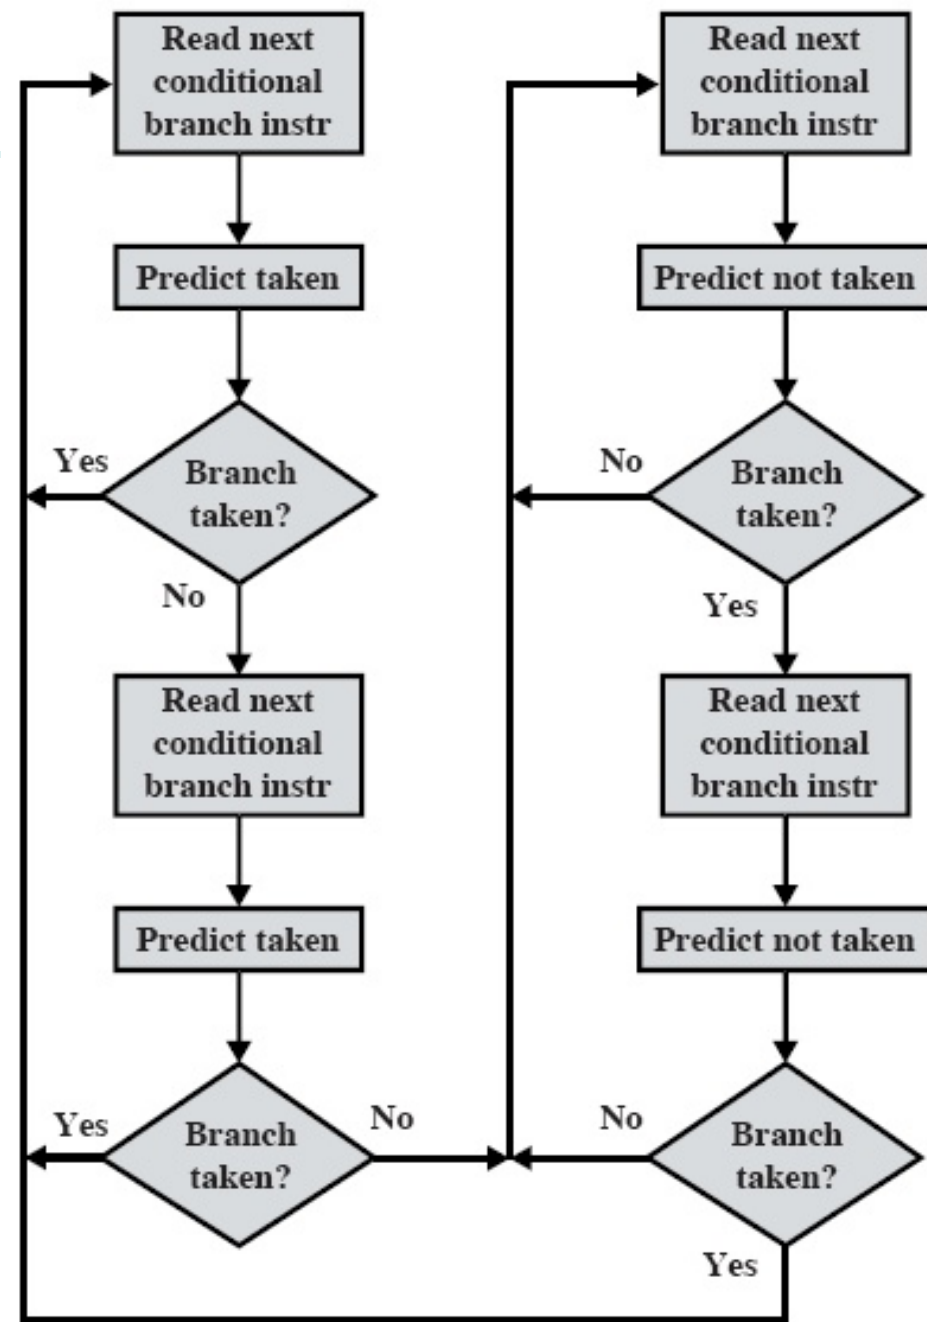 Read next
conditional
branch instr
Predict taken
Yes
Branch
taken?
No
Read next
conditional
branch instr
Predict taken
Yes
Branch
taken?
No
Read next
conditional
branch instr
Predict not taken
No
Branch
taken?
Yes
Read next
conditional
branch instr
Predict not taken
No
Branch
taken?
Yes